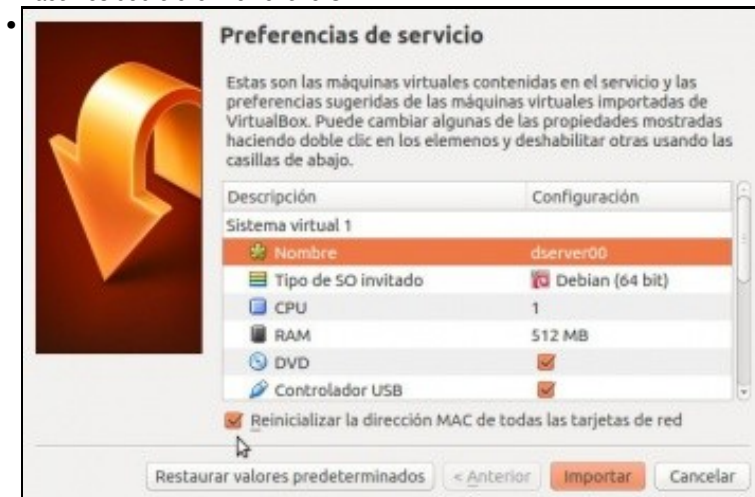 Preferencias de servicio
Estas son las máquinas virtuales contenidas en el servicio y las
preferencias sugeridas de las máquinas virtuales importadas de
VirtualBox. Puede cambiar algunas de las propiedades mostradas
haciendo doble clic en los elemenos y deshabilitar otras usando las
casillas de abajo.
Descripción Configuración
Sistema virtual 1
Nombre dserver00
Tipo de SO invitado Debian (64 bit)
CPU 1
RAM 512 MB
DVD
Controlador USB
Reinicializar la dirección MAC de todas las tarjetas de red
Restaurar valores predeterminados < Anterior Importar Cancelar